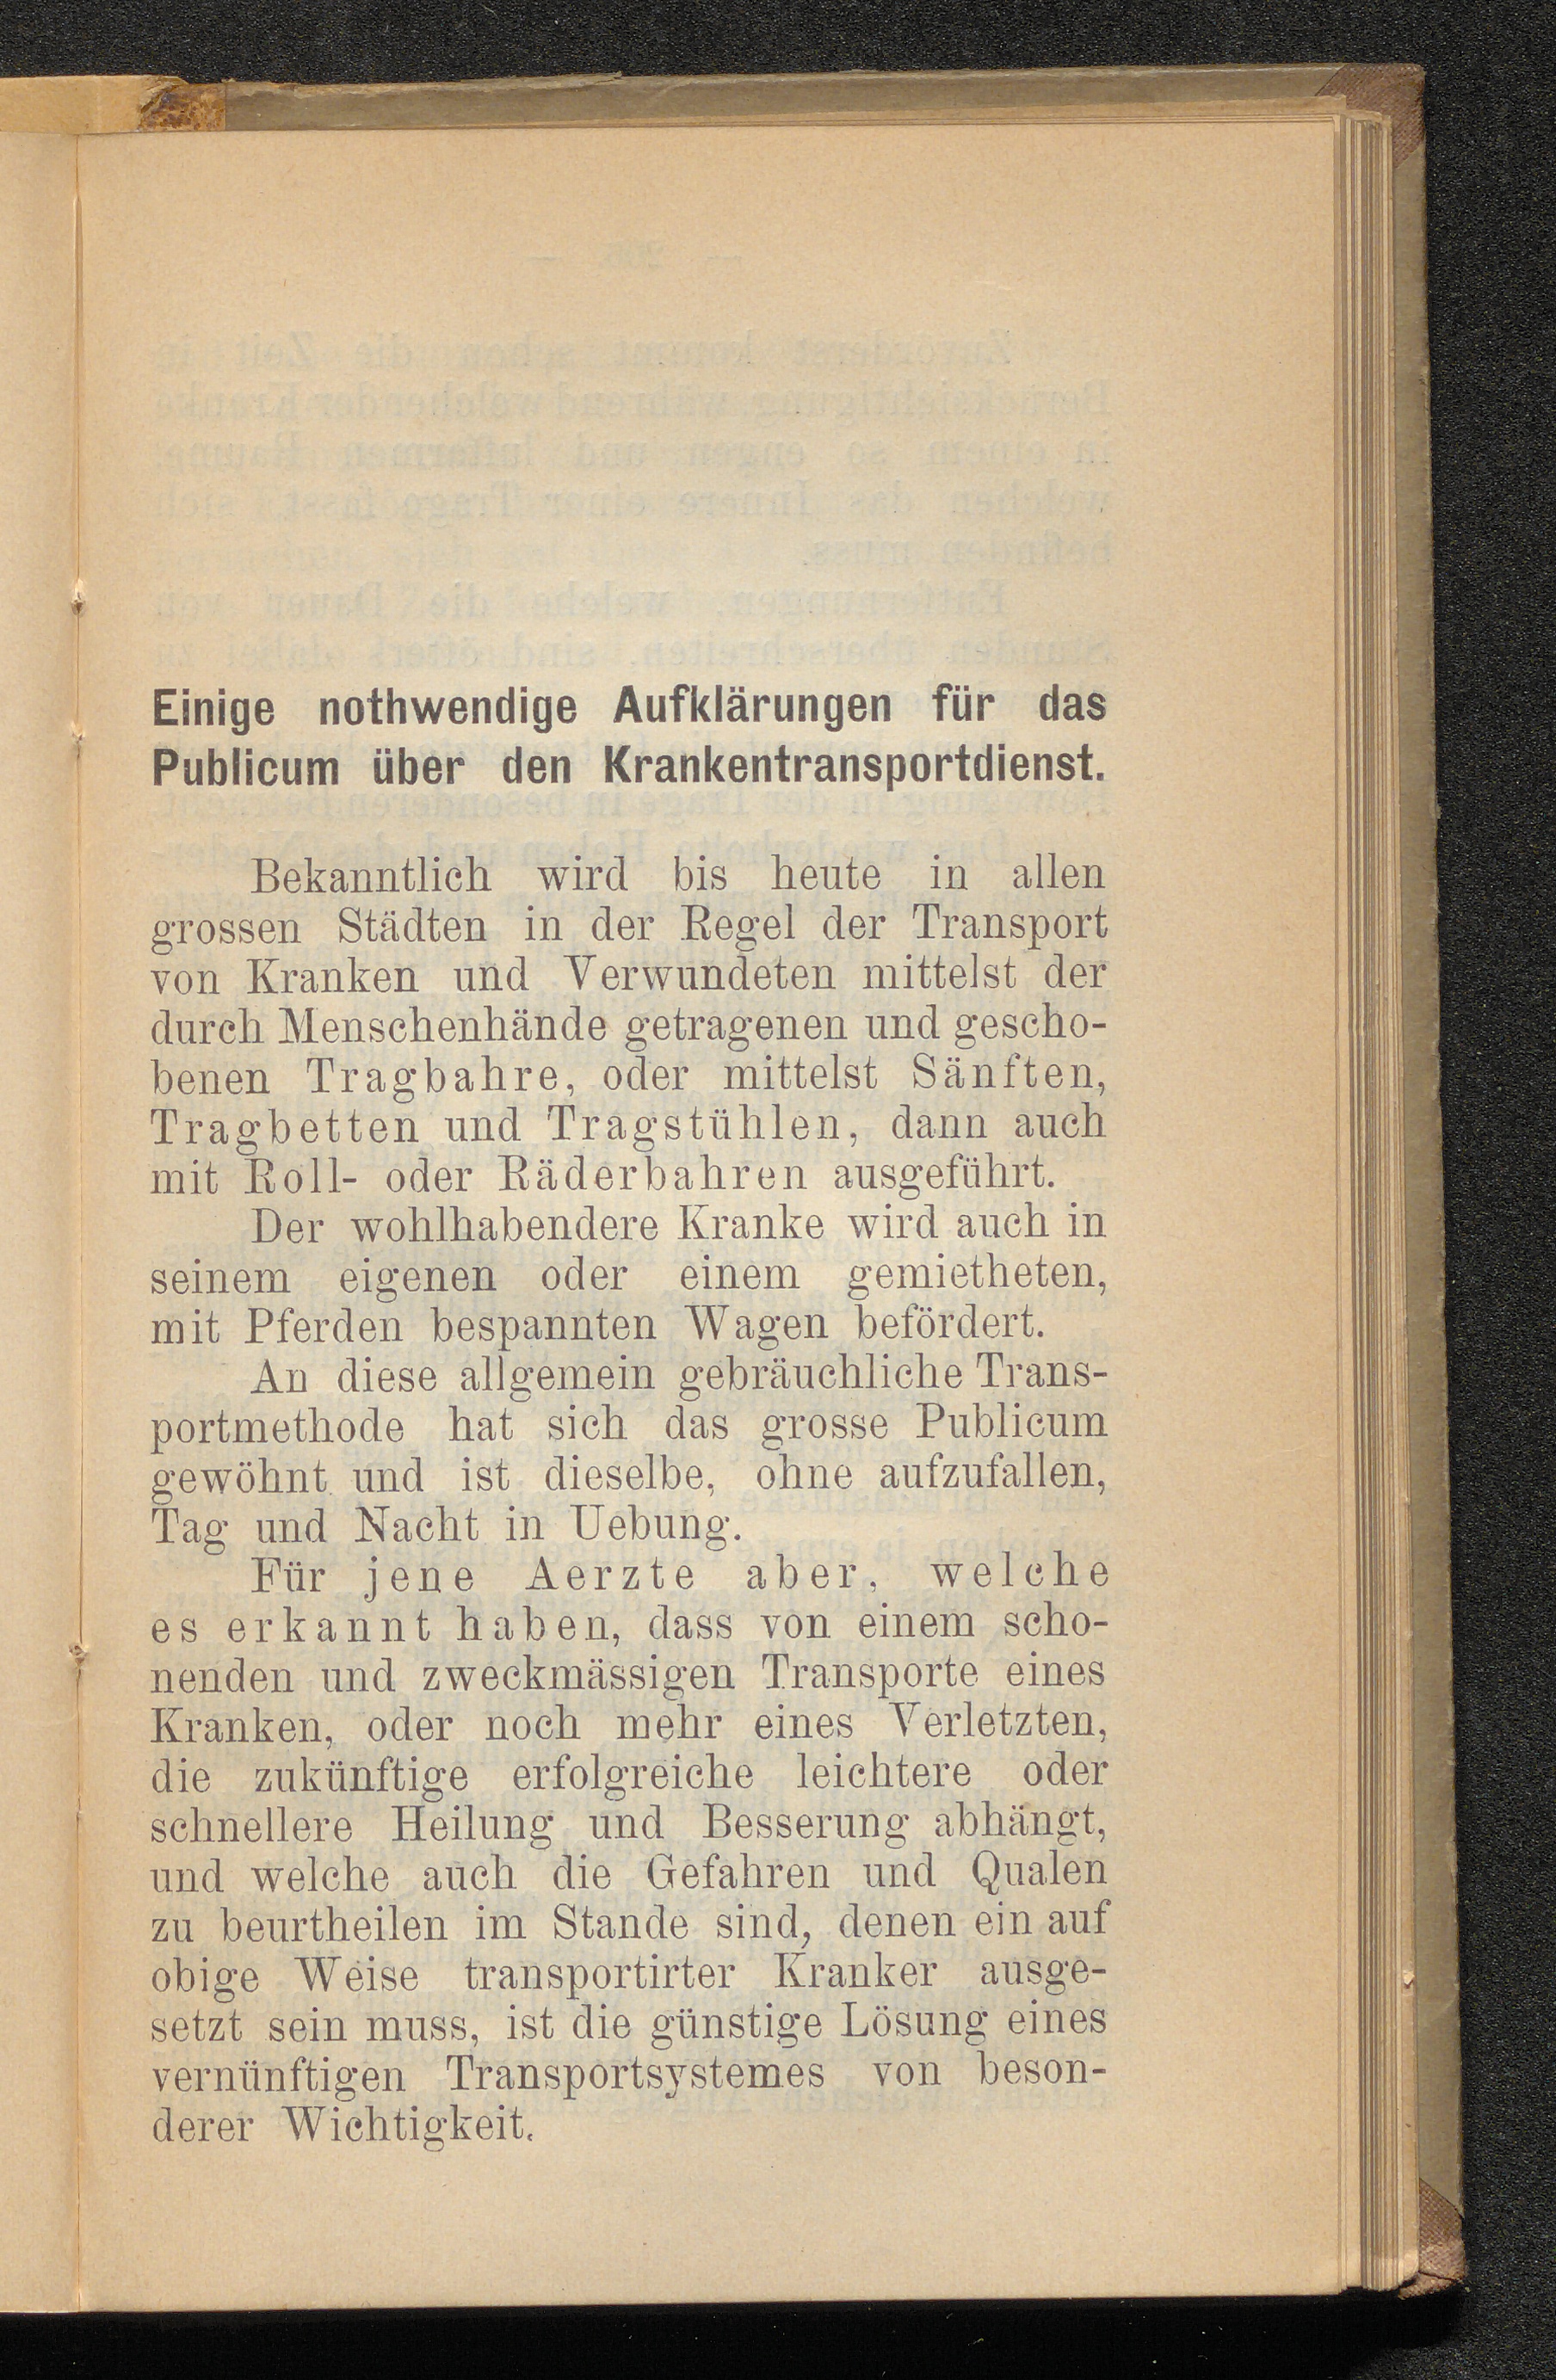 Einige nothwendige Aufklärungen für das
Publicum über den Krankentransportdienst.
Bekanntlich wird bis heute in allen
grossen Städten in der Regel der Transport
von Kranken und Verwundeten mittelst der
durch Menschenhände getragenen und gescho-
benen Tragbahre, oder mittelst Sänften,
Tragbetten und Tragstühlen, dann auch
mit Roll- oder Räderbahren ausgeführt.
Der wohlhabendere Kranke wird auch in
seinem eigenen oder einem gemietheten,
mit Pferden bespannten Wagen befördert.
An diese allgemein gebräuchliche Trans-
portmethode hat sich das grosse Publicum
gewöhnt und ist dieselbe, ohne aufzufallen,
Tag und Nacht in Uebung.
Für jene Aerzte aber, welche
es erkannt haben, dass von einem scho-
nenden und zweckmässigen Transporte eines
Kranken, oder noch mehr eines Verletzten,
die zukünftige erfolgreiche leichtere oder
schnellere Heilung und Besserung abhängt,
und welche auch die Gefahren und Qualen
zu beurtheilen im Stande sind, denen ein auf
obige Weise transportirter Kranker ausge-
setzt sein muss, ist die günstige Lösung eines
vernünftigen Transportsystemes von beson-
derer Wichtigkeit.